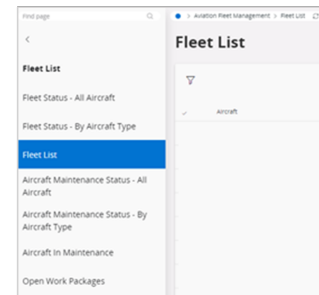 Find page
Aviation Fleet Management > Fleet List
Fleet List
Fleet List
Fleet Status - All Aircraft
Fleet Status - By Aircraft Type
Fleet List
Aircraft Maintenance Status - All
Aircraft
Aircraft Maintenance Status - By
Aircraft Type
Aircraft In Maintenance
Open Work Packages
Aircraft